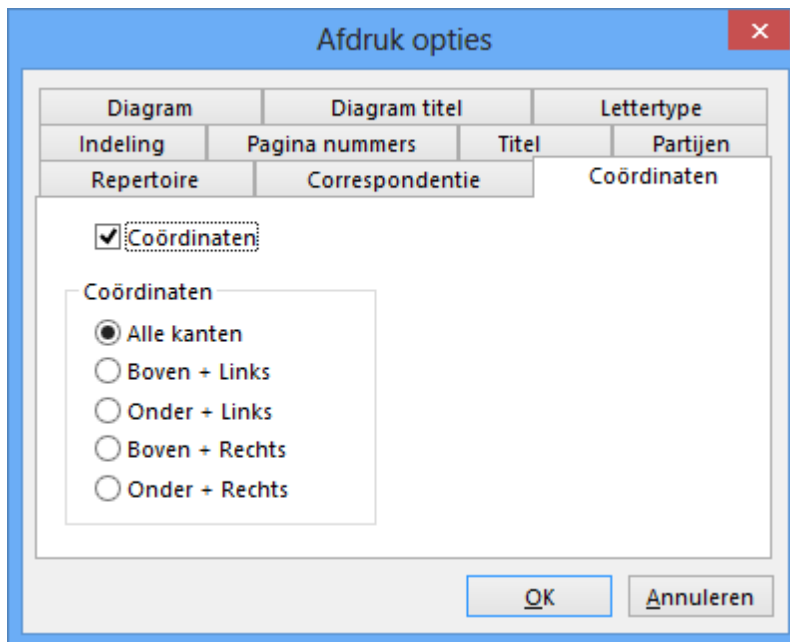 Afdruk opties
Diagram Diagram titel Lettertype
Indeling Pagina nummers Titel Partijen
Repertoire Correspondentie Coördinaten
Coördinaten
Coördinaten
Alle kanten
Boven + Links
Onder + Links
Boven + Rechts
Onder + Rechts
OK Annuleren